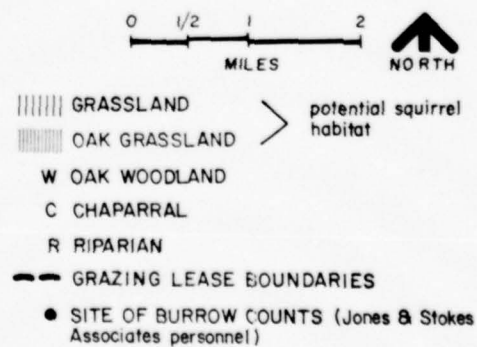 0 1/2 1 2
MILES
NORTH
GRASSLAND
OAK GRASSLAND
potential squirrel
habitat
W OAK WOODLAND
C CHAPARRAL
R RIPARIAN
GRAZING LEASE BOUNDARIES
SITE OF BURROW COUNTS (Jones & Stokes
Associates personnel)